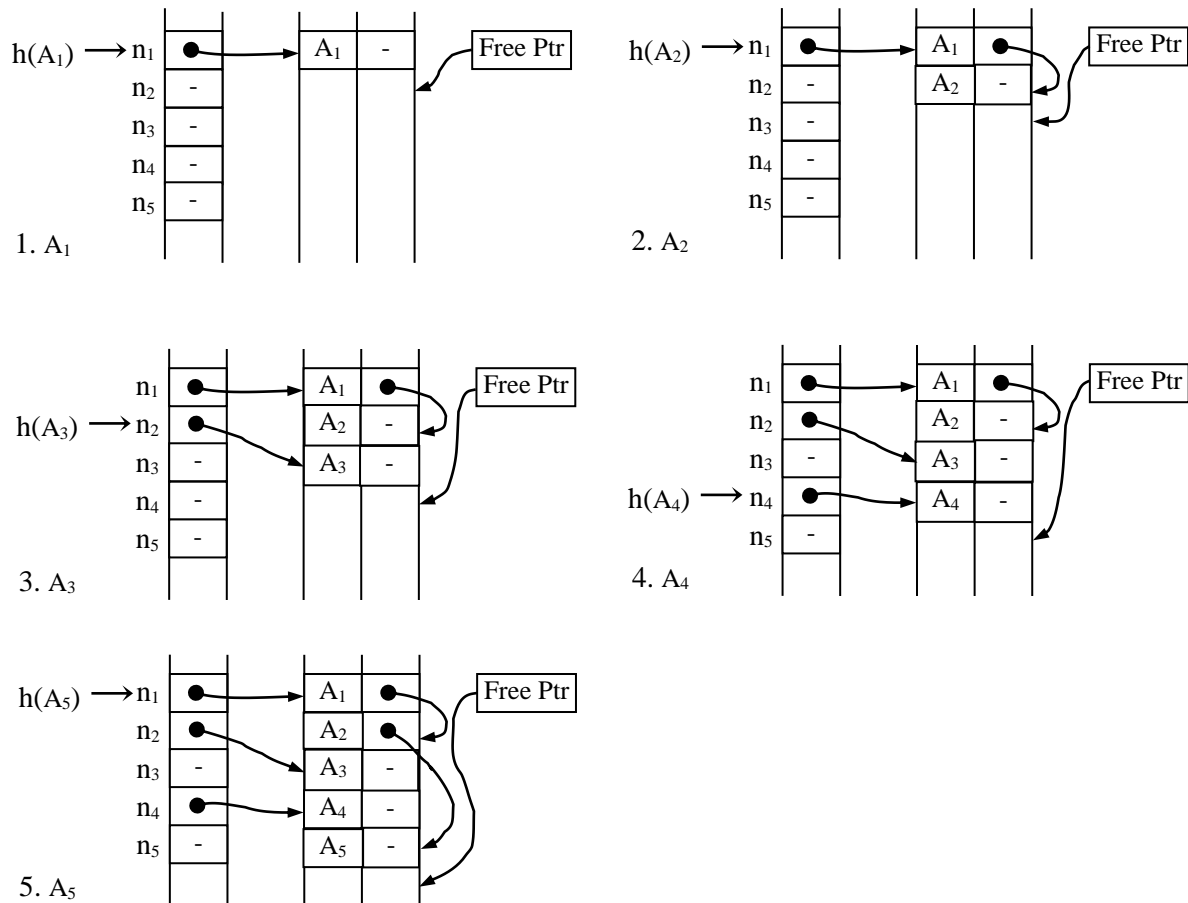 h(A₁) n₁ A₁ - Free Ptr
n₂ -
n₃ -
n₄ -
n₅ -
1. A₁
h(A₂) n₁ A₁ Free Ptr
n₂ - A₂ -
n₃ -
n₄ -
n₅ -
2. A₂
n₁ A₁ Free Ptr
h(A₃) n₂ A₂ -
n₃ - A₃ -
n₄ -
n₅ -
3. A₃
n₁ A₁ Free Ptr
n₂ A₂ -
n₃ - A₃ -
h(A₄) n₄ A₄ -
n₅ -
4. A₄
h(A₅) n₁ A₁ Free Ptr
n₂ A₂
n₃ - A₃ -
n₄ A₄ -
n₅ - A₅ -
5. A₅